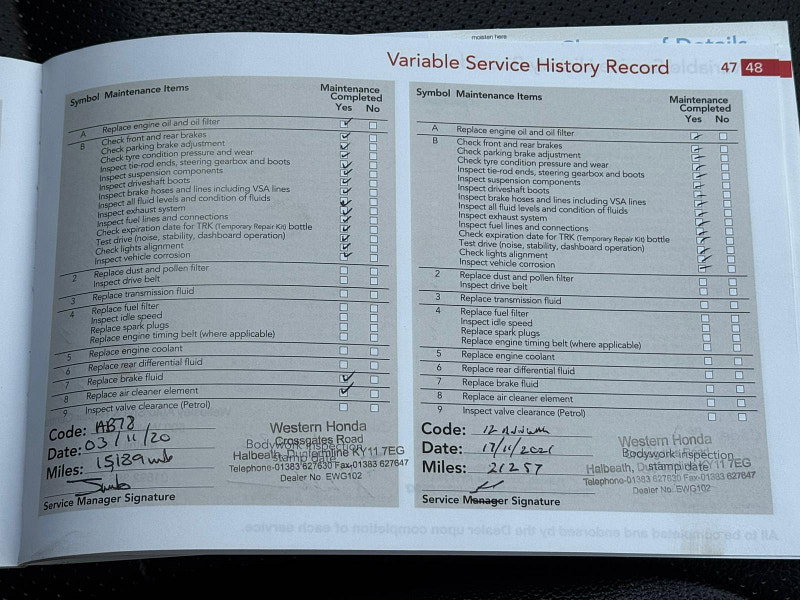 moisten here
Variable Service History Record 47 48
Symbol Maintenance Items Maintenance Completed
Yes No
A Replace engine oil and oil filter
B Check front and rear brakes
Check parking brake adjustment
Check tyre condition pressure and wear
Inspect tie-rod ends, steering gearbox and boots
Inspect suspension components
Inspect driveshaft boots
Inspect brake hoses and lines including VSA lines
Inspect all fluid levels and condition of fluids
Inspect exhaust system
Inspect fuel lines and connections
Check expiration date for TRK (Temporary Repair Kit) bottle
Test drive (noise, stability, dashboard operation)
Check lights alignment
Inspect vehicle corrosion
2 Replace dust and pollen filter
Inspect drive belt
3 Replace transmission fluid
4 Replace fuel filter
Inspect idle speed
Replace spark plugs
Replace engine timing belt (where applicable)
5 Replace engine coolant
6 Replace rear differential fluid
7 Replace brake fluid
8 Replace air cleaner element
9 Inspect valve clearance (Petrol)
Code: AB78
Date: 03/11/20
Miles: 15189 mls
Service Manager Signature
Western Honda
Crossgates Road
Bodywork Inspection
stamp date
Halbeath, Dunfermline KY11 7EG
Telephone-01383 627630 Fax-01383 627647
Dealer No EWG102
Symbol Maintenance Items Maintenance Completed
Yes No
A Replace engine oil and oil filter
B Check front and rear brakes
Check parking brake adjustment
Check tyre condition pressure and wear
Inspect tie-rod ends, steering gearbox and boots
Inspect suspension components
Inspect driveshaft boots
Inspect brake hoses and lines including VSA lines
Inspect all fluid levels and condition of fluids
Inspect exhaust system
Inspect fuel lines and connections
Check expiration date for TRK (Temporary Repair Kit) bottle
Test drive (noise, stability, dashboard operation)
Check lights alignment
Inspect vehicle corrosion
2 Replace dust and pollen filter
Inspect drive belt
3 Replace transmission fluid
4 Replace fuel filter
Inspect idle speed
Replace spark plugs
Replace engine timing belt (where applicable)
5 Replace engine coolant
6 Replace rear differential fluid
7 Replace brake fluid
8 Replace air cleaner element
9 Inspect valve clearance (Petrol)
Code: 12
Date: 17/11/2021
Miles: 21257
Service Manager Signature
Western Honda
Bodywork Inspection
stamp date
Halbeath, KY11 7EG
Telephone-01383 627630 Fax-01383 627647
Dealer No EWG102